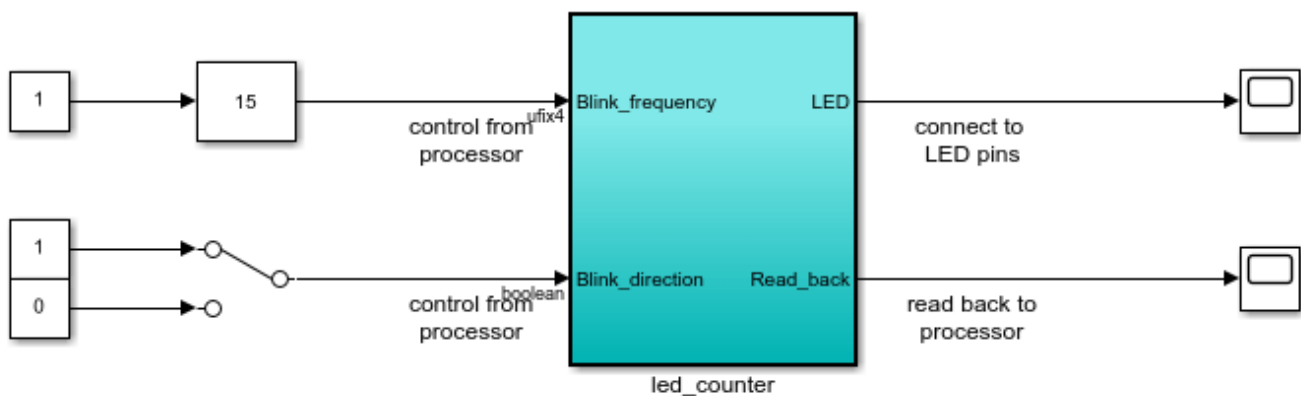 1
15
Blink_frequency
ufix4
control from
processor
LED
connect to
LED pins
1
0
Blink_direction
boolean
control from
processor
Read_back
read back to
processor
led_counter